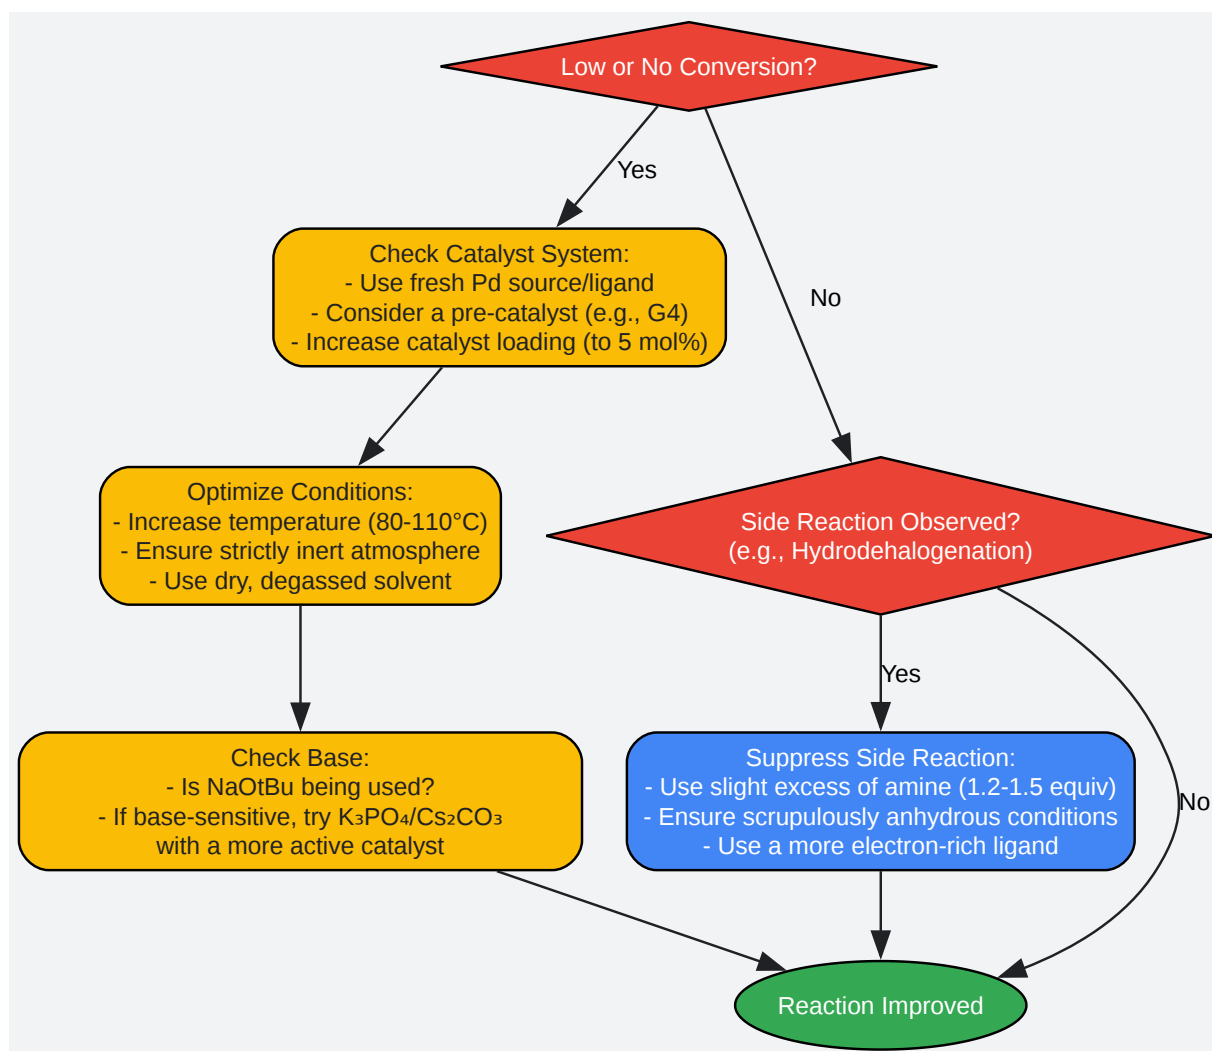 Low or No Conversion?
Yes
Check Catalyst System:
- Use fresh Pd source/ligand
- Consider a pre-catalyst (e.g., G4)
- Increase catalyst loading (to 5 mol%)
No
Optimize Conditions:
- Increase temperature (80-110°C)
- Ensure strictly inert atmosphere
- Use dry, degassed solvent
Side Reaction Observed?
(e.g., Hydrodehalogenation)
Yes
Check Base:
- Is NaOtBu being used?
- If base-sensitive, try K₃PO₄/Cs₂CO₃
with a more active catalyst
Suppress Side Reaction:
- Use slight excess of amine (1.2-1.5 equiv)
- Ensure scrupulously anhydrous conditions
- Use a more electron-rich ligand
No
Reaction Improved